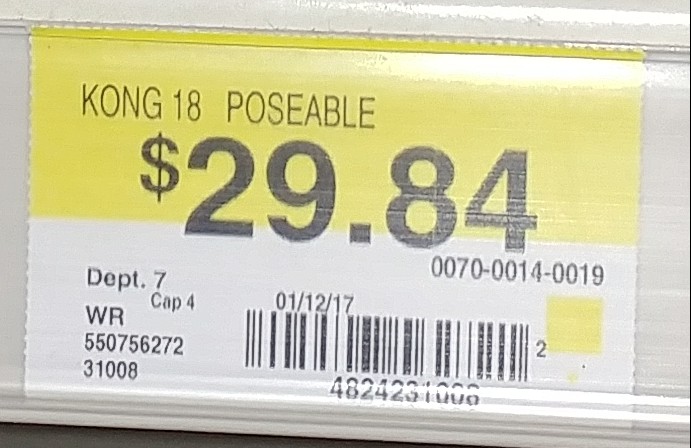 KONG 18 POSEABLE
$29.84
0070-0014-0019
Dept. 7
Cap 4
01/12/17
WR
550756272
31008
2
4824231008